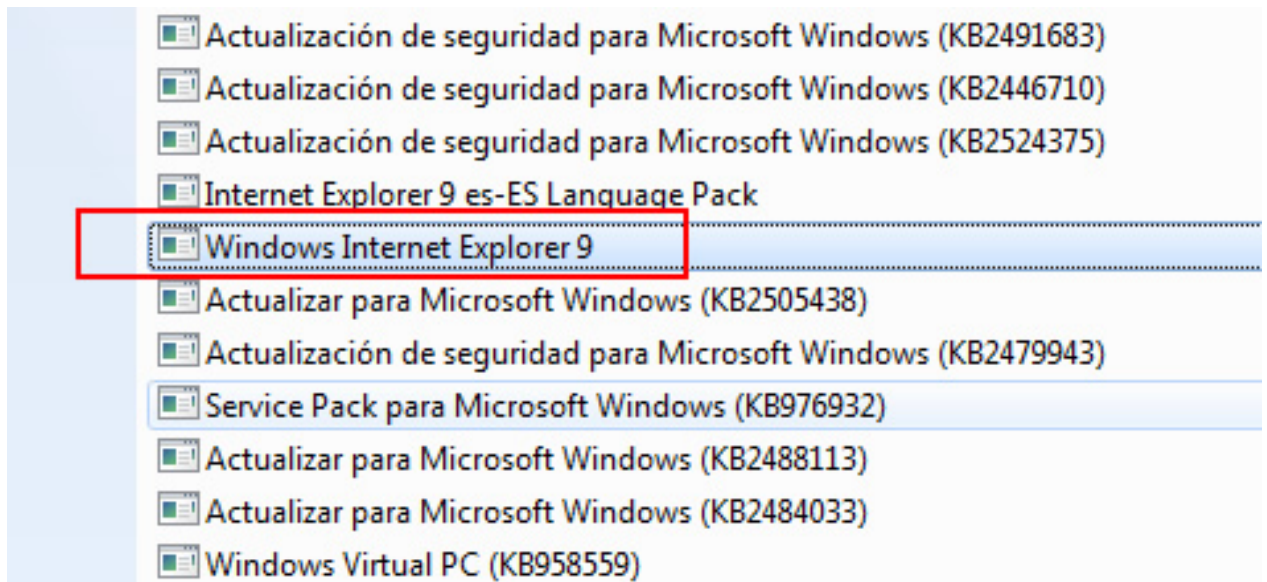 Actualización de seguridad para Microsoft Windows (KB2491683)
Actualización de seguridad para Microsoft Windows (KB2446710)
Actualización de seguridad para Microsoft Windows (KB2524375)
Internet Explorer 9 es-ES Language Pack
Windows Internet Explorer 9
Actualizar para Microsoft Windows (KB2505438)
Actualización de seguridad para Microsoft Windows (KB2479943)
Service Pack para Microsoft Windows (KB976932)
Actualizar para Microsoft Windows (KB2488113)
Actualizar para Microsoft Windows (KB2484033)
Windows Virtual PC (KB958559)